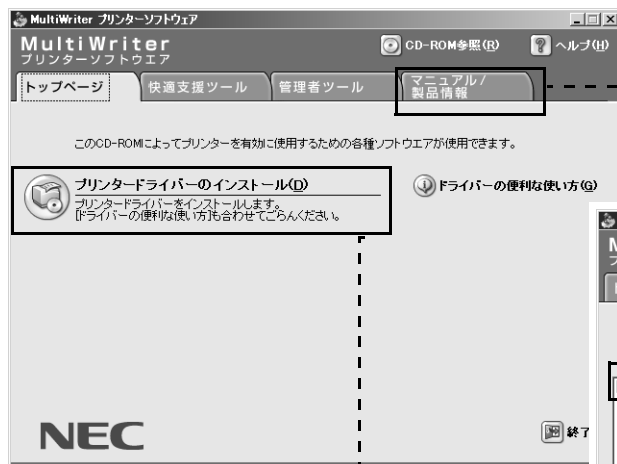 MultiWriter プリンターソフトウェア
MultiWriter
プリンターソフトウエア
CD-ROM参照(R)
ヘルプ(H)
トップページ
快適支援ツール
管理者ツール
マニュアル/
製品情報
このCD-ROMによってプリンターを有効に使用するための各種ソフトウエアが使用できます。
プリンタードライバーのインストール(D)
プリンタードライバーをインストールします。
[ドライバーの便利な使い方]も合わせてごらんください。
ドライバーの便利な使い方(G)
NEC
終了